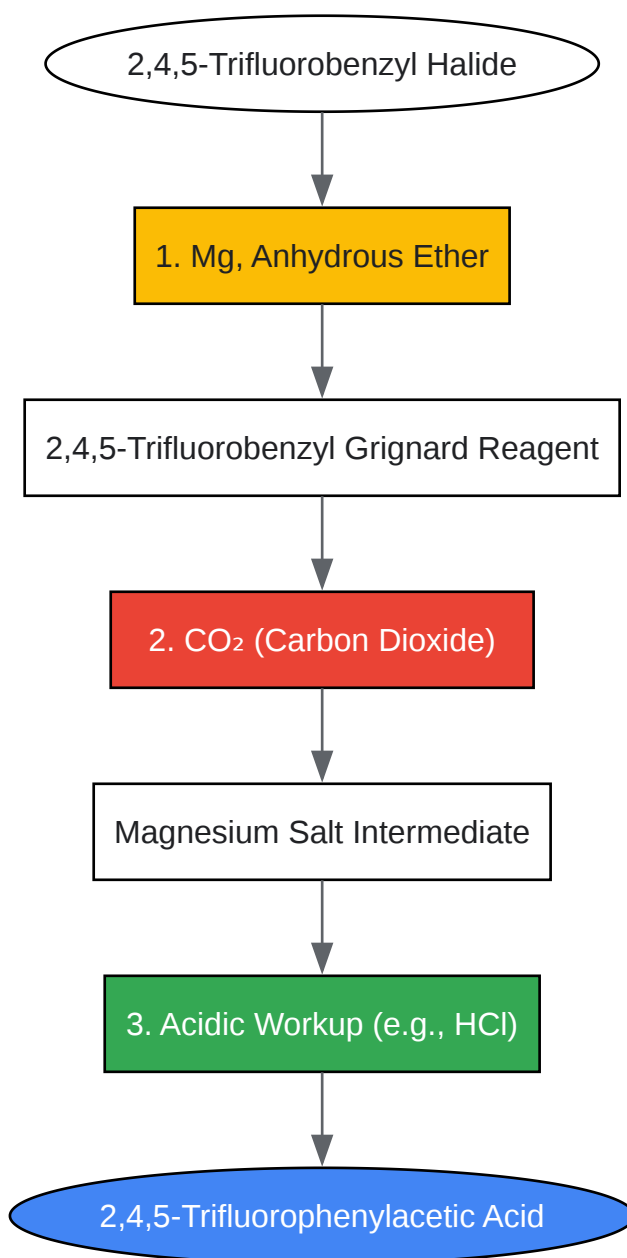 2,4,5-Trifluorobenzyl Halide
1. Mg, Anhydrous Ether
2,4,5-Trifluorobenzyl Grignard Reagent
2. CO₂ (Carbon Dioxide)
Magnesium Salt Intermediate
3. Acidic Workup (e.g., HCl)
2,4,5-Trifluorophenylacetic Acid